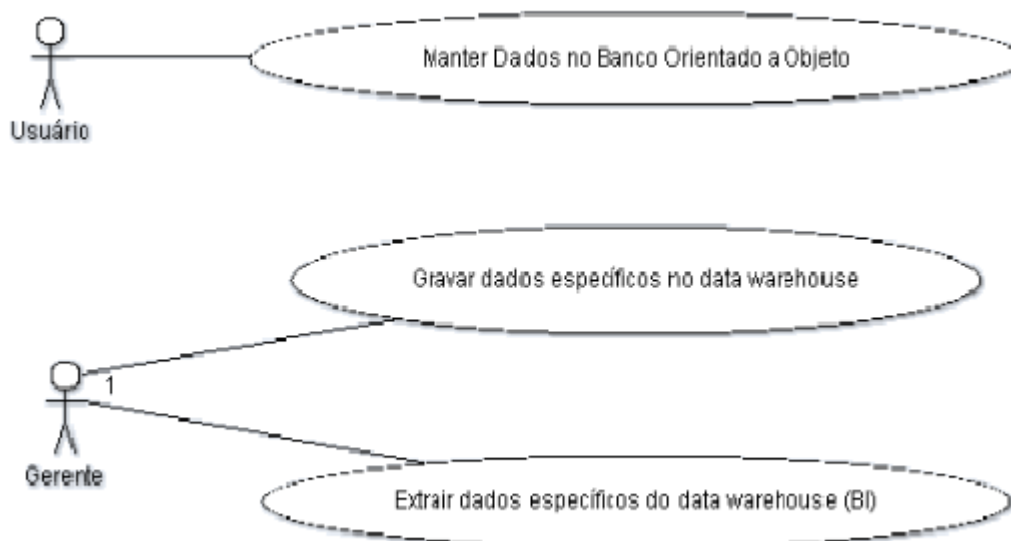 Manter Dados no Banco Orientado a Objeto
Usuário
Gravar dados específicos no data warehouse
1
Gerente
Extrair dados específicos do data warehouse (BI)